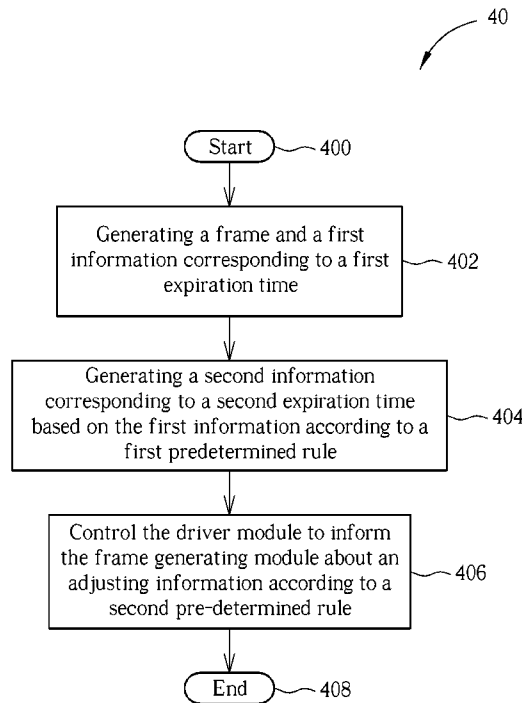 40
Start
400
Generating a frame and a first
information corresponding to a first
expiration time
402
Generating a second information
corresponding to a second expiration time
based on the first information according to a
first predetermined rule
404
Control the driver module to inform
the frame generating module about an
adjusting information according to a
second pre-determined rule
406
End
408